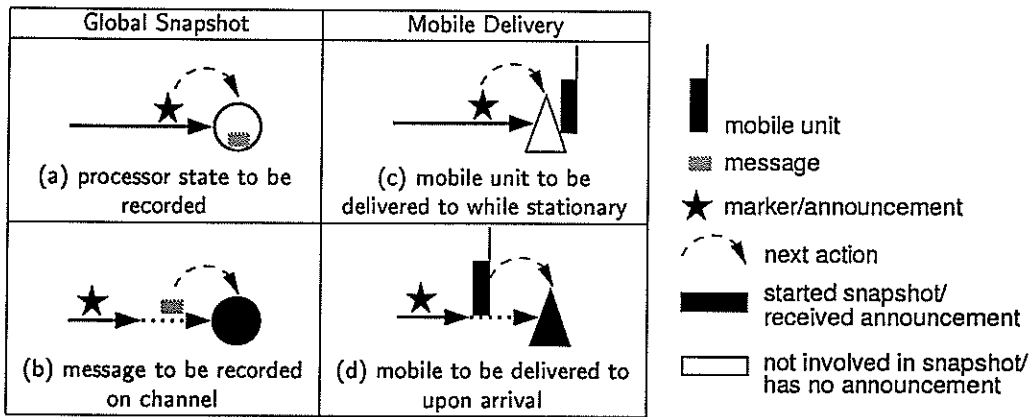 Global Snapshot
Mobile Delivery
(a) processor state to be
recorded
(c) mobile unit to be
delivered to while stationary
(b) message to be recorded
on channel
(d) mobile to be delivered to
upon arrival
mobile unit
message
marker/announcement
next action
started snapshot/
received announcement
not involved in snapshot/
has no announcement